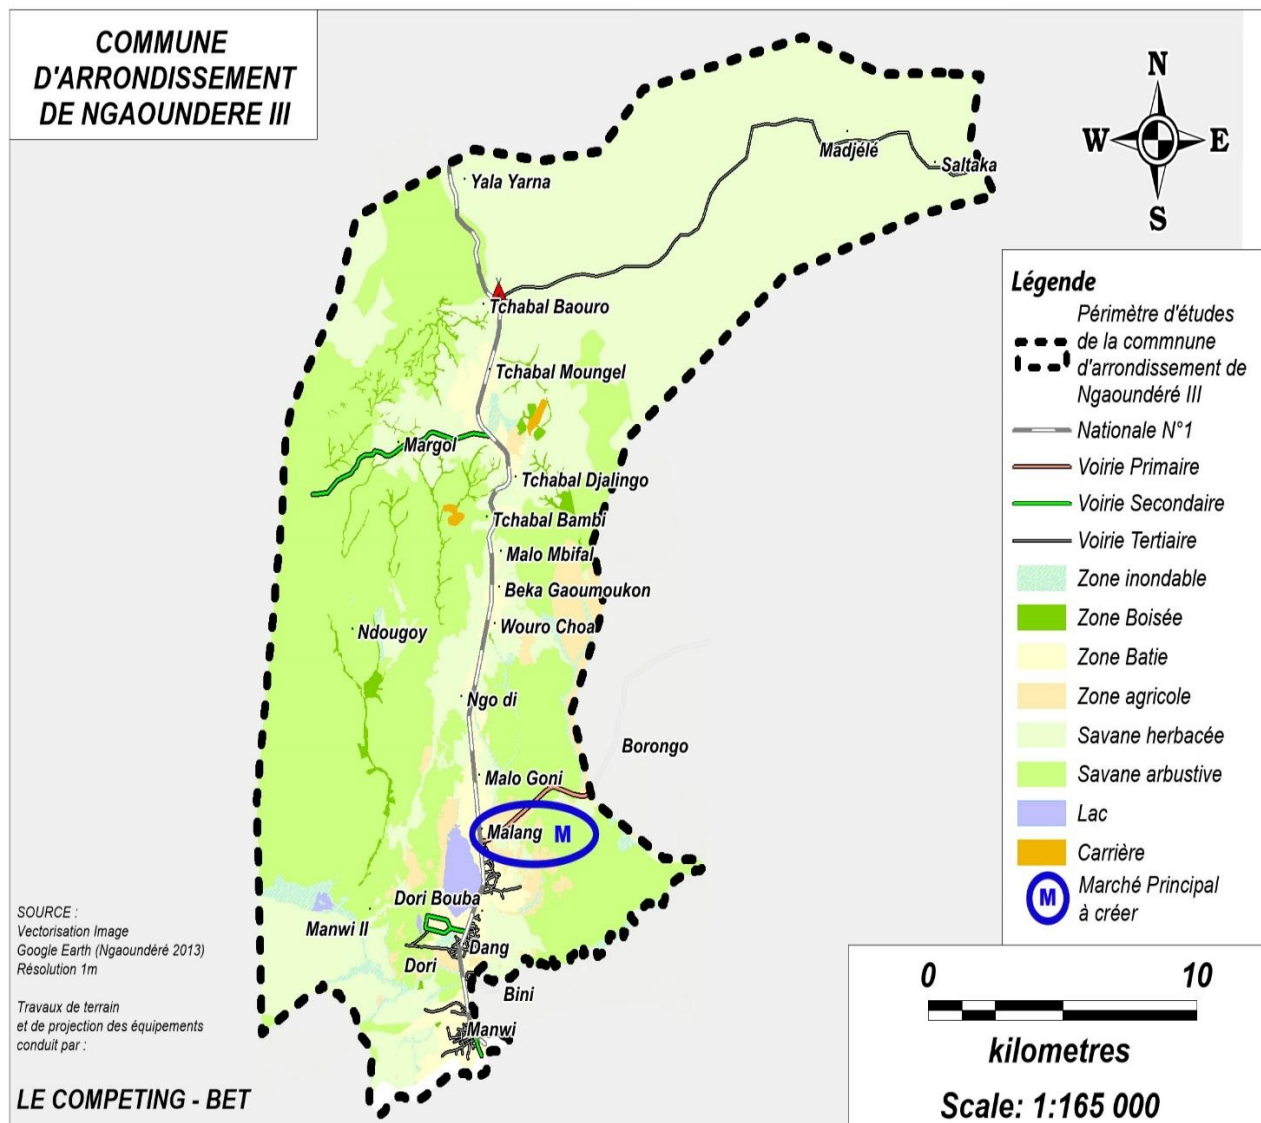 COMMUNE
D'ARRONDISSEMENT
DE NGAOUNDERE III
N
W
E
S
Madjélé
Saltaka
Yala Yarna
Tchabal Baouro
Tchabal Moungel
Margol
Tchabal Djalingo
Tchabal Bambi
Malo Mbifal
Beka Gaoumoukon
Wouro Choa
Ndougoy
Ngo di
Borongo
Malo Goni
Malang
M
Dori Bouba
Manwi II
Dang
Dori
Bini
Manwi
Légende
Périmètre d'études
de la commnune
d'arrondissement de
Ngaoundéré III
Nationale N°1
Voirie Primaire
Voirie Secondaire
Voirie Tertiaire
Zone inondable
Zone Boisée
Zone Batie
Zone agricole
Savane herbacée
Savane arbustive
Lac
Carrière
M
Marché Principal
à créer
SOURCE :
Vectorisation Image
Google Earth (Ngaoundéré 2013)
Résolution 1m
Travaux de terrain
et de projection des équipements
conduit par :
LE COMPETING - BET
0
10
kilometres
Scale: 1:165 000